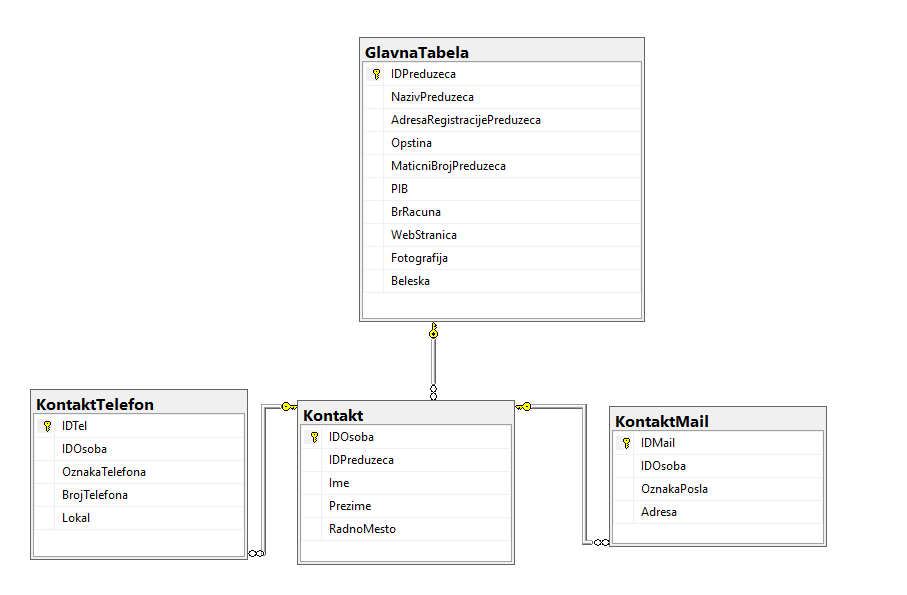 GlavnaTabela
IDPreduzeca
NazivPreduzeca
AdresaRegistracijePreduzeca
Opstina
MaticniBrojPreduzeca
PIB
BrRacuna
WebStranica
Fotografija
Beleska
KontaktTelefon
IDTel
IDOsoba
OznakaTelefona
BrojTelefona
Lokal
Kontakt
IDOsoba
IDPreduzeca
Ime
Prezime
RadnoMesto
KontaktMail
IDMail
IDOsoba
OznakaPosla
Adresa